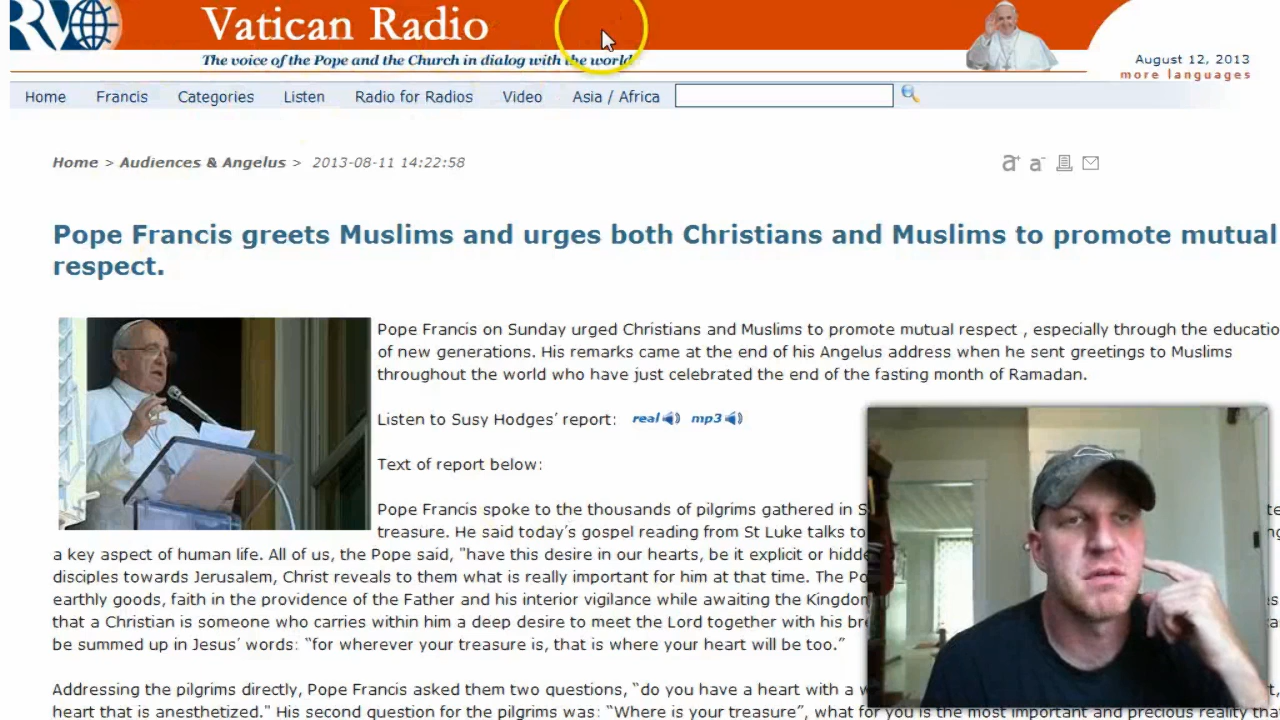 RV
Vatican Radio
The voice of the Pope and the Church in dialog with the world
August 12, 2013
more languages
Home Francis Categories Listen Radio for Radios Video Asia / Africa
Home > Audiences & Angelus > 2013-08-11 14:22:58
a+ a-
Pope Francis greets Muslims and urges both Christians and Muslims to promote mutual
respect.
Pope Francis on Sunday urged Christians and Muslims to promote mutual respect , especially through the educatio
of new generations. His remarks came at the end of his Angelus address when he sent greetings to Muslims
throughout the world who have just celebrated the end of the fasting month of Ramadan.
Listen to Susy Hodges’ report: real mp3
Text of report below:
Pope Francis spoke to the thousands of pilgrims gathered in S
treasure. He said today’s gospel reading from St Luke talks to
a key aspect of human life. All of us, the Pope said, "have this desire in our hearts, be it explicit or hidde
disciples towards Jerusalem, Christ reveals to them what is really important for him at that time. The Po
earthly goods, faith in the providence of the Father and his interior vigilance while awaiting the Kingdon
that a Christian is someone who carries within him a deep desire to meet the Lord together with his br
be summed up in Jesus’ words: “for wherever your treasure is, that is where your heart will be too.”
Addressing the pilgrims directly, Pope Francis asked them two questions, “do you have a heart with a w
heart that is anesthetized." His second question for the pilgrims was: “Where is your treasure”, what for you is the most important and precious reality tha